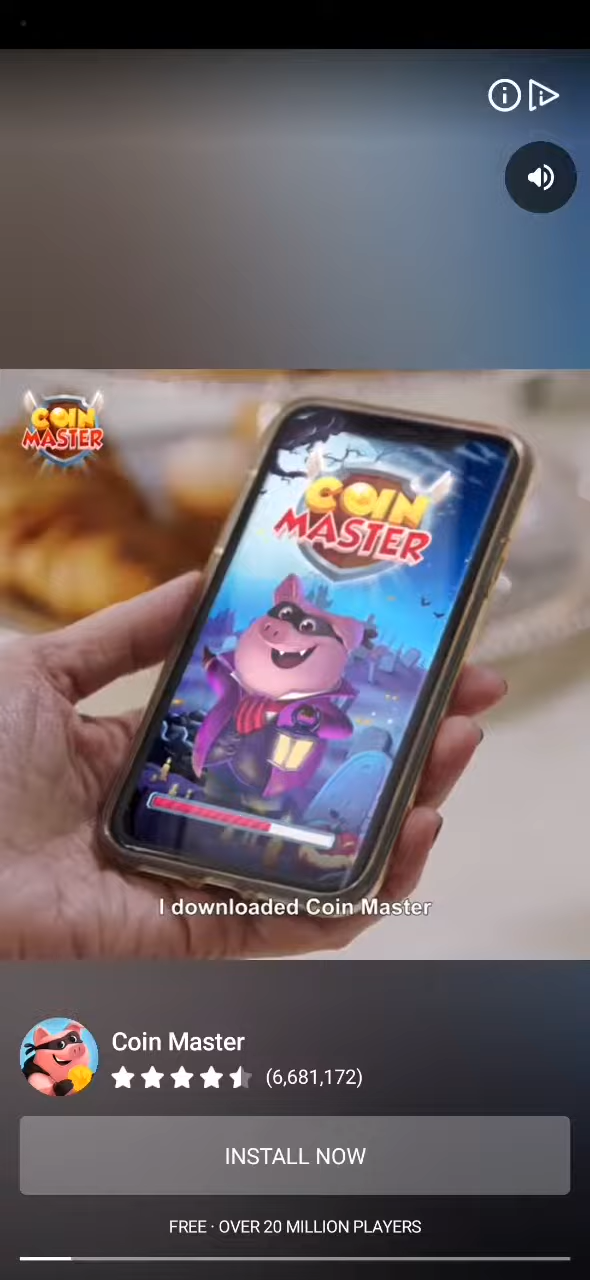 COIN
MASTER
COIN
MASTER
I downloaded Coin Master
Coin Master
(6,681,172)
INSTALL NOW
FREE · OVER 20 MILLION PLAYERS